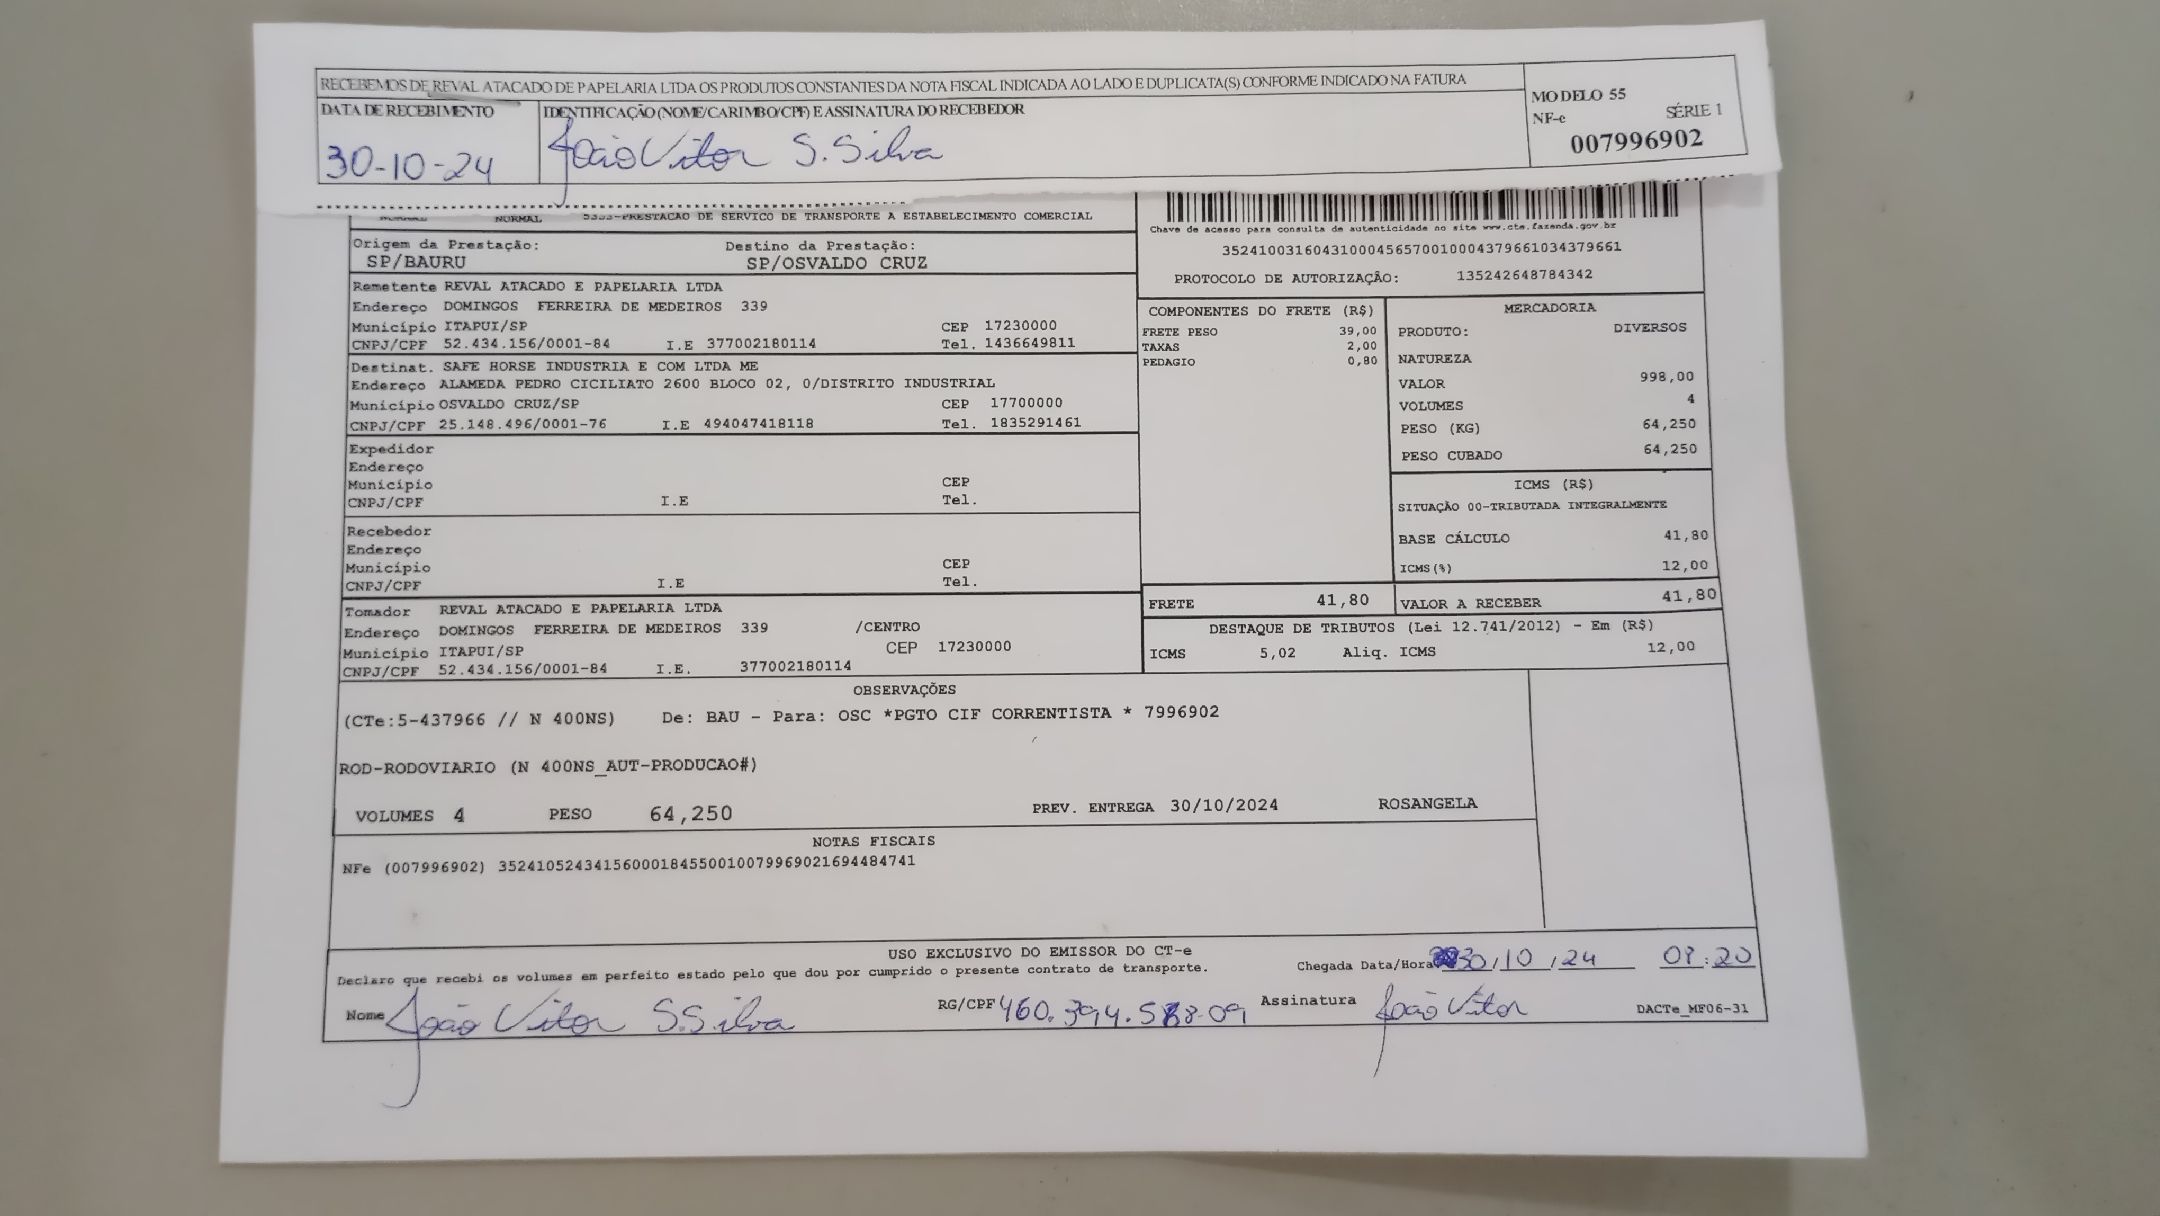 RECEBEMOS DE REVAL ATACADO DE PAPELARIA LTDA OS PRODUTOS CONSTANTES DA NOTA FISCAL INDICADA AO LADO E DUPLICATA(S) CONFORME INDICADO NA FATURA
DATA DE RECEBIMENTO
30-10-24
IDENTIFICAÇÃO (NOME/CARIMBO/CPF) E ASSINATURA DO RECEBEDOR
João Vitor S. Silva
MODELO 55
NF-e SÉRIE 1
007996902
NORMAL NORMAL 5353-PRESTACAO DE SERVICO DE TRANSPORTE A ESTABELECIMENTO COMERCIAL
Chave de acesso para consulta de autenticidade no site www.cte.fazenda.gov.br
35241003160431000456570010004379661034379661
PROTOCOLO DE AUTORIZAÇÃO: 135242648784342
Origem da Prestação: Destino da Prestação:
SP/BAURU SP/OSVALDO CRUZ
Remetente REVAL ATACADO E PAPELARIA LTDA
Endereço DOMINGOS FERREIRA DE MEDEIROS 339
Município ITAPUI/SP CEP 17230000
CNPJ/CPF 52.434.156/0001-84 I.E 377002180114 Tel. 1436649811
Destinat. SAFE HORSE INDUSTRIA E COM LTDA ME
Endereço ALAMEDA PEDRO CICILIATO 2600 BLOCO 02, 0/DISTRITO INDUSTRIAL
Município OSVALDO CRUZ/SP CEP 17700000
CNPJ/CPF 25.148.496/0001-76 I.E 494047418118 Tel. 1835291461
Expedidor
Endereço
Município CEP
CNPJ/CPF I.E Tel.
Recebedor
Endereço
Município CEP
CNPJ/CPF I.E Tel.
Tomador REVAL ATACADO E PAPELARIA LTDA
Endereço DOMINGOS FERREIRA DE MEDEIROS 339 /CENTRO
Município ITAPUI/SP CEP 17230000
CNPJ/CPF 52.434.156/0001-84 I.E. 377002180114
COMPONENTES DO FRETE (R$)
FRETE PESO 39,00
TAXAS 2,00
PEDAGIO 0,80
MERCADORIA
PRODUTO: DIVERSOS
NATUREZA
VALOR 998,00
VOLUMES 4
PESO (KG) 64,250
PESO CUBADO 64,250
ICMS (R$)
SITUAÇÃO 00-TRIBUTADA INTEGRALMENTE
BASE CÁLCULO 41,80
ICMS(%) 12,00
FRETE 41,80 VALOR A RECEBER 41,80
DESTAQUE DE TRIBUTOS (Lei 12.741/2012) - Em (R$)
ICMS 5,02 Aliq. ICMS 12,00
OBSERVAÇÕES
(CTe:5-437966 // N 400NS) De: BAU - Para: OSC *PGTO CIF CORRENTISTA * 7996902
ROD-RODOVIARIO (N 400NS_AUT-PRODUCAO#)
VOLUMES 4 PESO 64,250 PREV. ENTREGA 30/10/2024 ROSANGELA
NOTAS FISCAIS
NFe (007996902) 35241052434156000184550010079969021694484741
USO EXCLUSIVO DO EMISSOR DO CT-e
Declaro que recebi os volumes em perfeito estado pelo que dou por cumprido o presente contrato de transporte.
Chegada Data/Hora 30/10/24
Nome João Vitor S.Silva RG/CPF Assinatura João Vitor DACTe_MF06-31